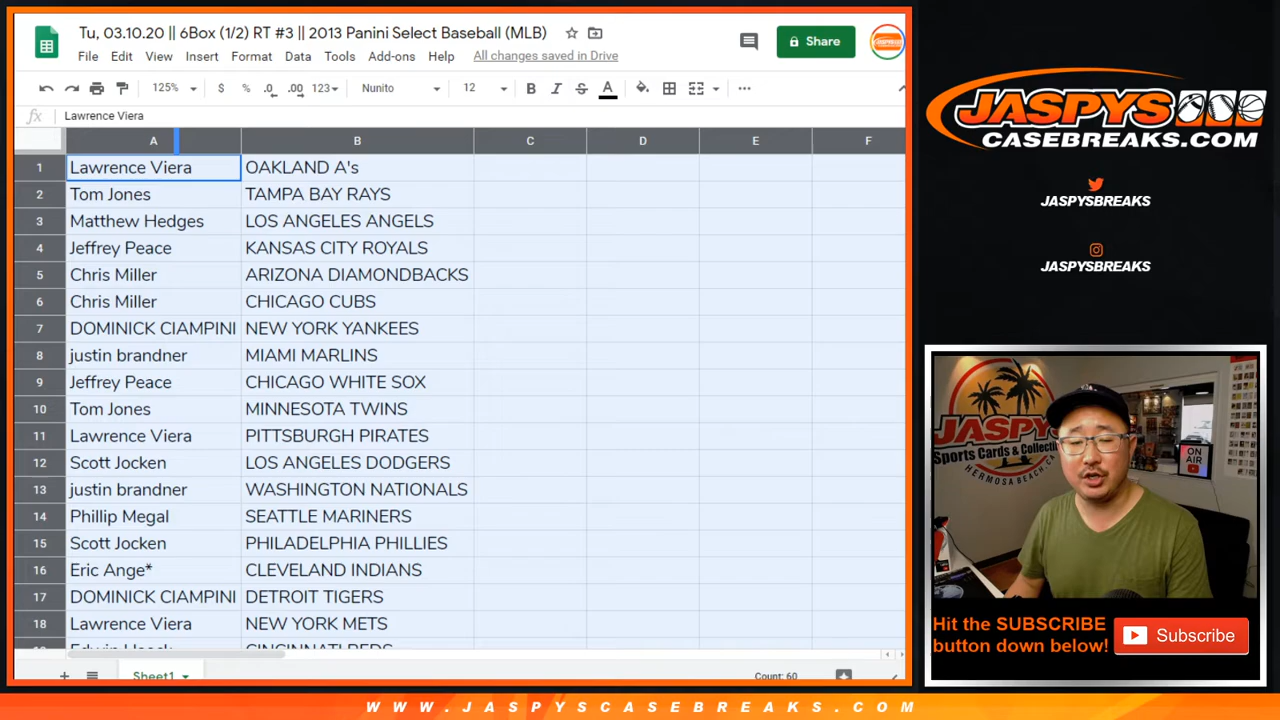 Tu, 03.10.20 || 6Box (1/2) RT #3 || 2013 Panini Select Baseball (MLB)
File Edit View Insert Format Data Tools Add-ons Help All changes saved in Drive
Share
125% $ % .0 .00 123 Nunito 12 B I S A
fx Lawrence Viera
A B C D E F
1 Lawrence Viera OAKLAND A's
2 Tom Jones TAMPA BAY RAYS
3 Matthew Hedges LOS ANGELES ANGELS
4 Jeffrey Peace KANSAS CITY ROYALS
5 Chris Miller ARIZONA DIAMONDBACKS
6 Chris Miller CHICAGO CUBS
7 DOMINICK CIAMPINI NEW YORK YANKEES
8 justin brandner MIAMI MARLINS
9 Jeffrey Peace CHICAGO WHITE SOX
10 Tom Jones MINNESOTA TWINS
11 Lawrence Viera PITTSBURGH PIRATES
12 Scott Jocken LOS ANGELES DODGERS
13 justin brandner WASHINGTON NATIONALS
14 Phillip Megal SEATTLE MARINERS
15 Scott Jocken PHILADELPHIA PHILLIES
16 Eric Ange* CLEVELAND INDIANS
17 DOMINICK CIAMPINI DETROIT TIGERS
18 Lawrence Viera NEW YORK METS
CINCINNATI REDS
Sheet1
Count: 60
JASPYS
CASEBREAKS.COM
JASPYSBREAKS
JASPYSBREAKS
JASPYS
Sports Cards & Collectibles
HERMOSA BEACH, CA
ON AIR
Hit the SUBSCRIBE
button down below!
Subscribe
WWW.JASPYSCASEBREAKS.COM